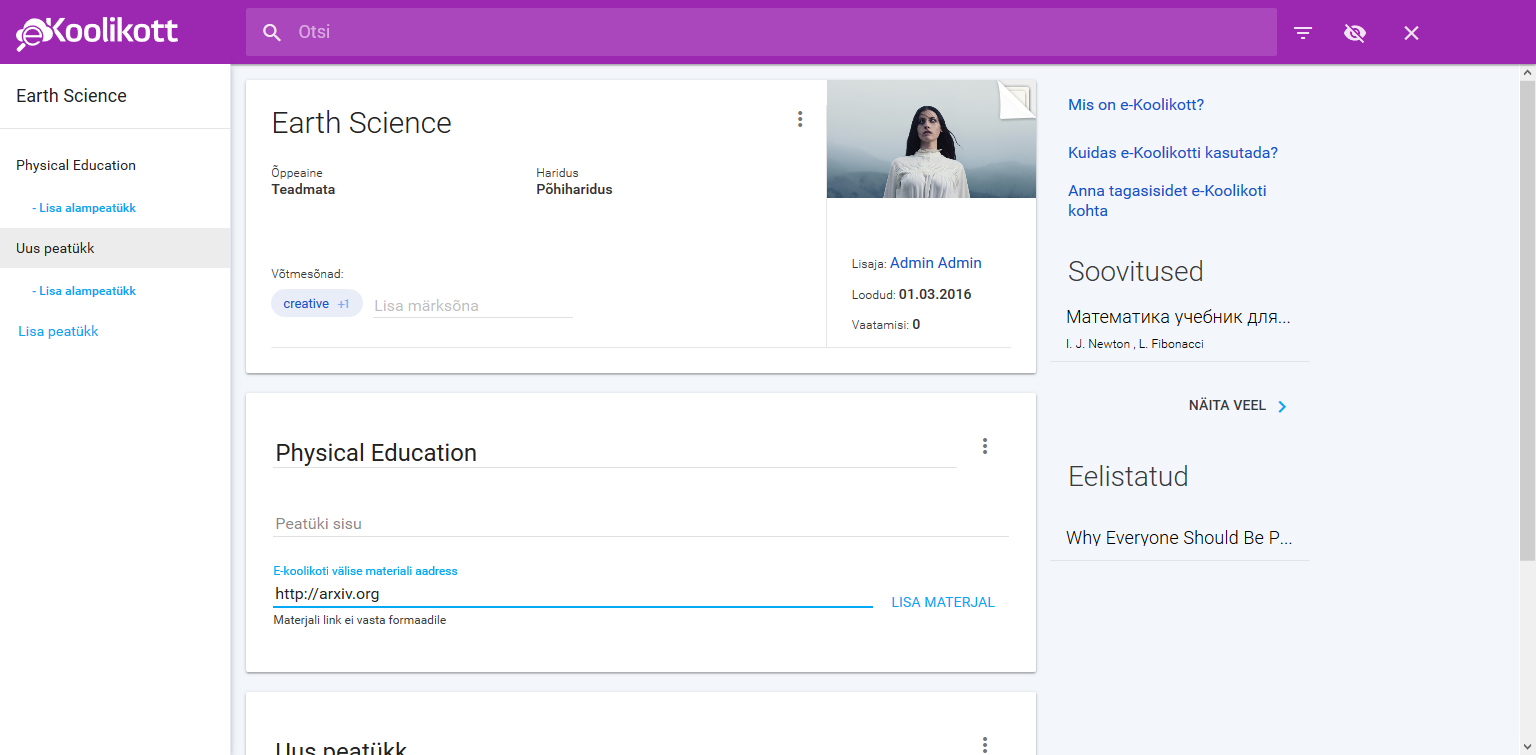 eKoolikott
Otsi
Earth Science
Physical Education
- Lisa alampeatükk
Uus peatükk
- Lisa alampeatükk
Lisa peatükk
Earth Science
Õppeaine
Teadmata
Haridus
Põhiharidus
Võtmesõnad:
creative +1
Lisa märksõna
Lisaja: Admin Admin
Loodud: 01.03.2016
Vaatamisi: 0
Physical Education
Peatüki sisu
E-koolikoti välise materiali aadress
http://arxiv.org
LISA MATERJAL
Materjali link ei vasta formaadile
Uus peatükk
Mis on e-Koolikott?
Kuidas e-Koolikotti kasutada?
Anna tagasisidet e-Koolikoti
kohta
Soovitused
Математика учебник для...
I. J. Newton , L. Fibonacci
NÄITA VEEL
Eelistatud
Why Everyone Should Be P...